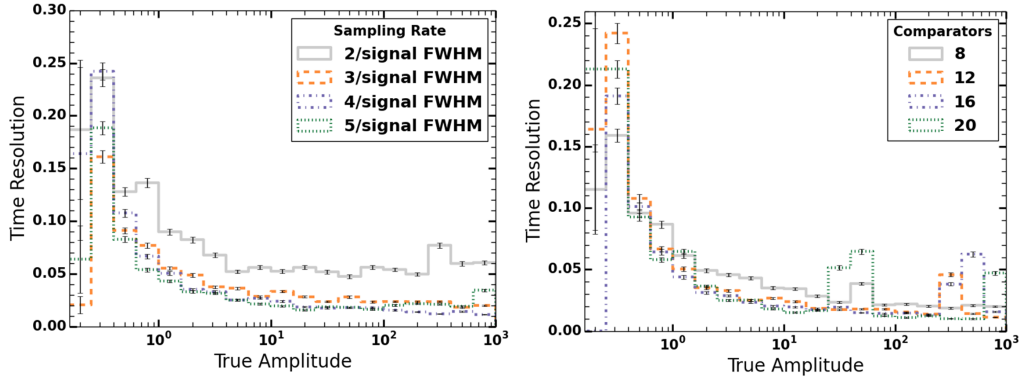 0.30
0.25
0.20
0.15
0.10
0.05
0.00
Time Resolution
10^0
10^1
10^2
10^3
True Amplitude
Sampling Rate
2/signal FWHM
3/signal FWHM
4/signal FWHM
5/signal FWHM
0.25
0.20
0.15
0.10
0.05
0.00
Time Resolution
10^0
10^1
10^2
10^3
True Amplitude
Comparators
8
12
16
20